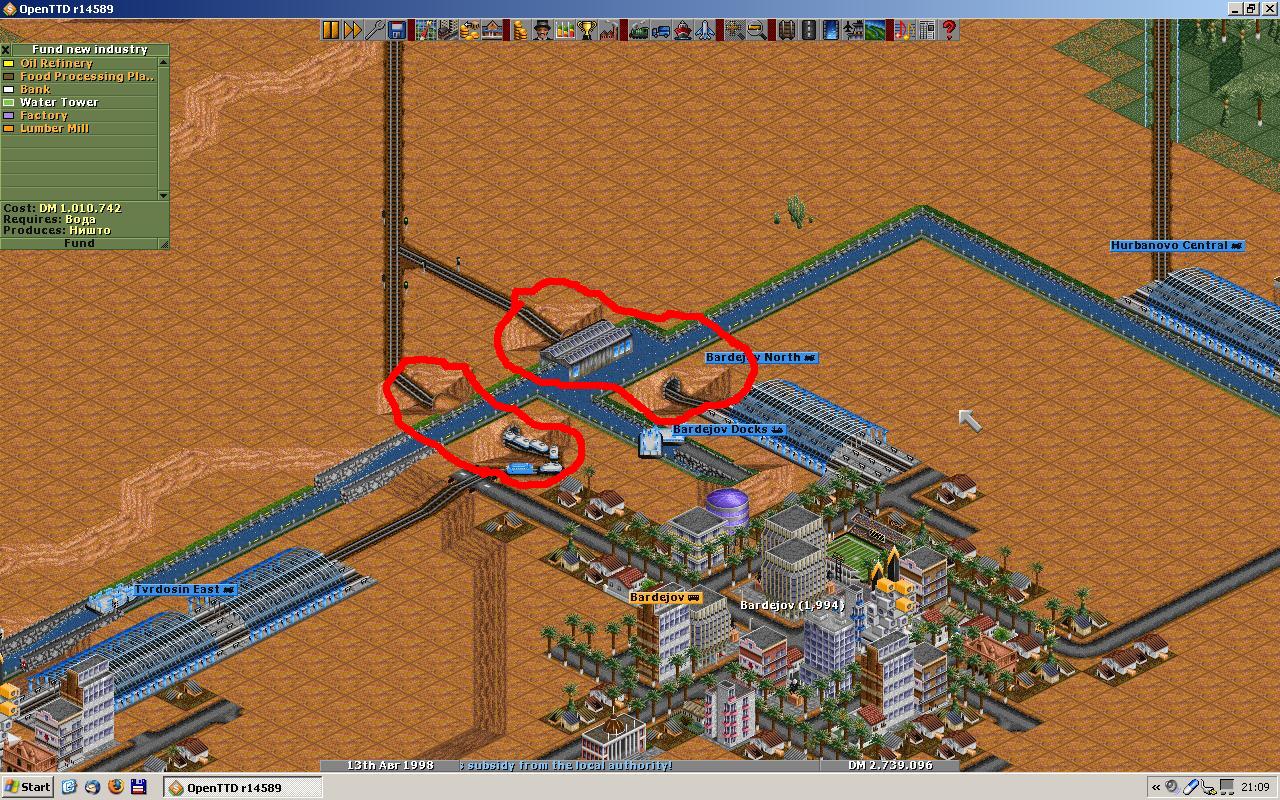 OpenTTD r14589
Fund new industry
Oil Refinery
Food Processing Pla..
Bank
Water Tower
Factory
Lumber Mill
Cost: DM 1.010.742
Requires: Вода
Produces: Ништо
Fund
Hurbanovo Central
Bardejov North
Bardejov Docks
Tvrdosin East
Bardejov
Bardejov (1,994)
13th Авг 1998
subsidy from the local authority!
DM 2.739.096
Start
OpenTTD r14589
21:09